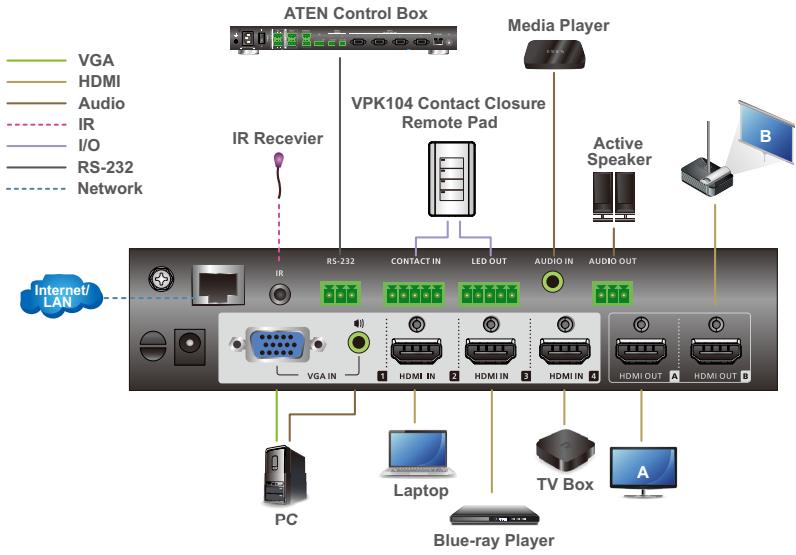 ATEN Control Box
Media Player
VGA
HDMI
Audio
IR
I/O
RS-232
Network
IR Recevier
VPK104 Contact Closure
Remote Pad
Active
Speaker
B
Internet/
LAN
IR
RS-232
CONTACT IN
LED OUT
AUDIO IN
AUDIO OUT
VGA IN
1
HDMI IN
2
HDMI IN
3
HDMI IN
4
HDMI OUT
A
HDMI OUT
B
PC
Laptop
Blue-ray Player
TV Box
A